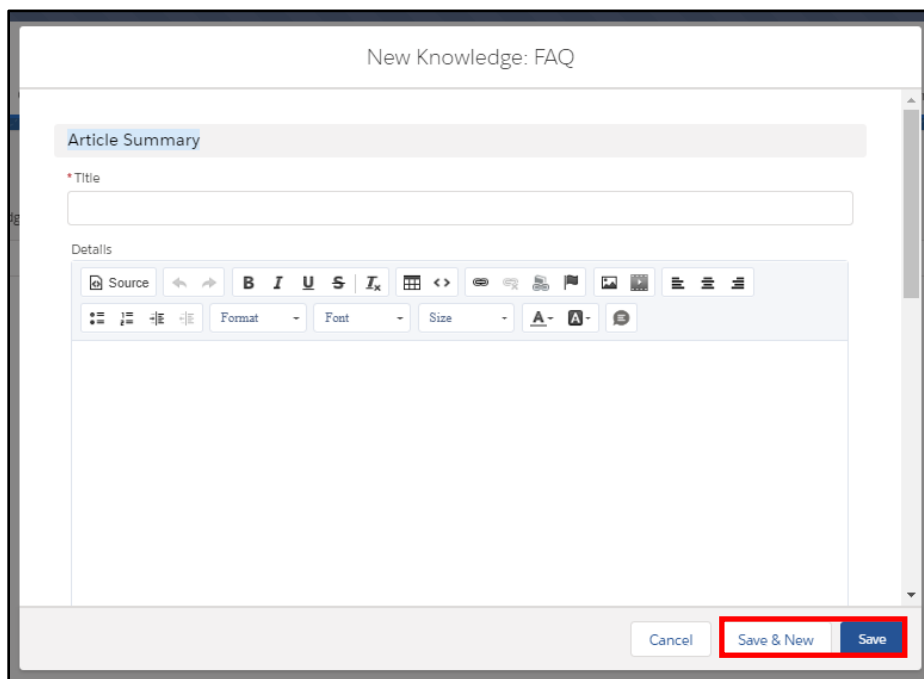 New Knowledge: FAQ
Article Summary
* Title
Details
Source B I U S Ix
Format Font Size A A
Cancel Save & New Save